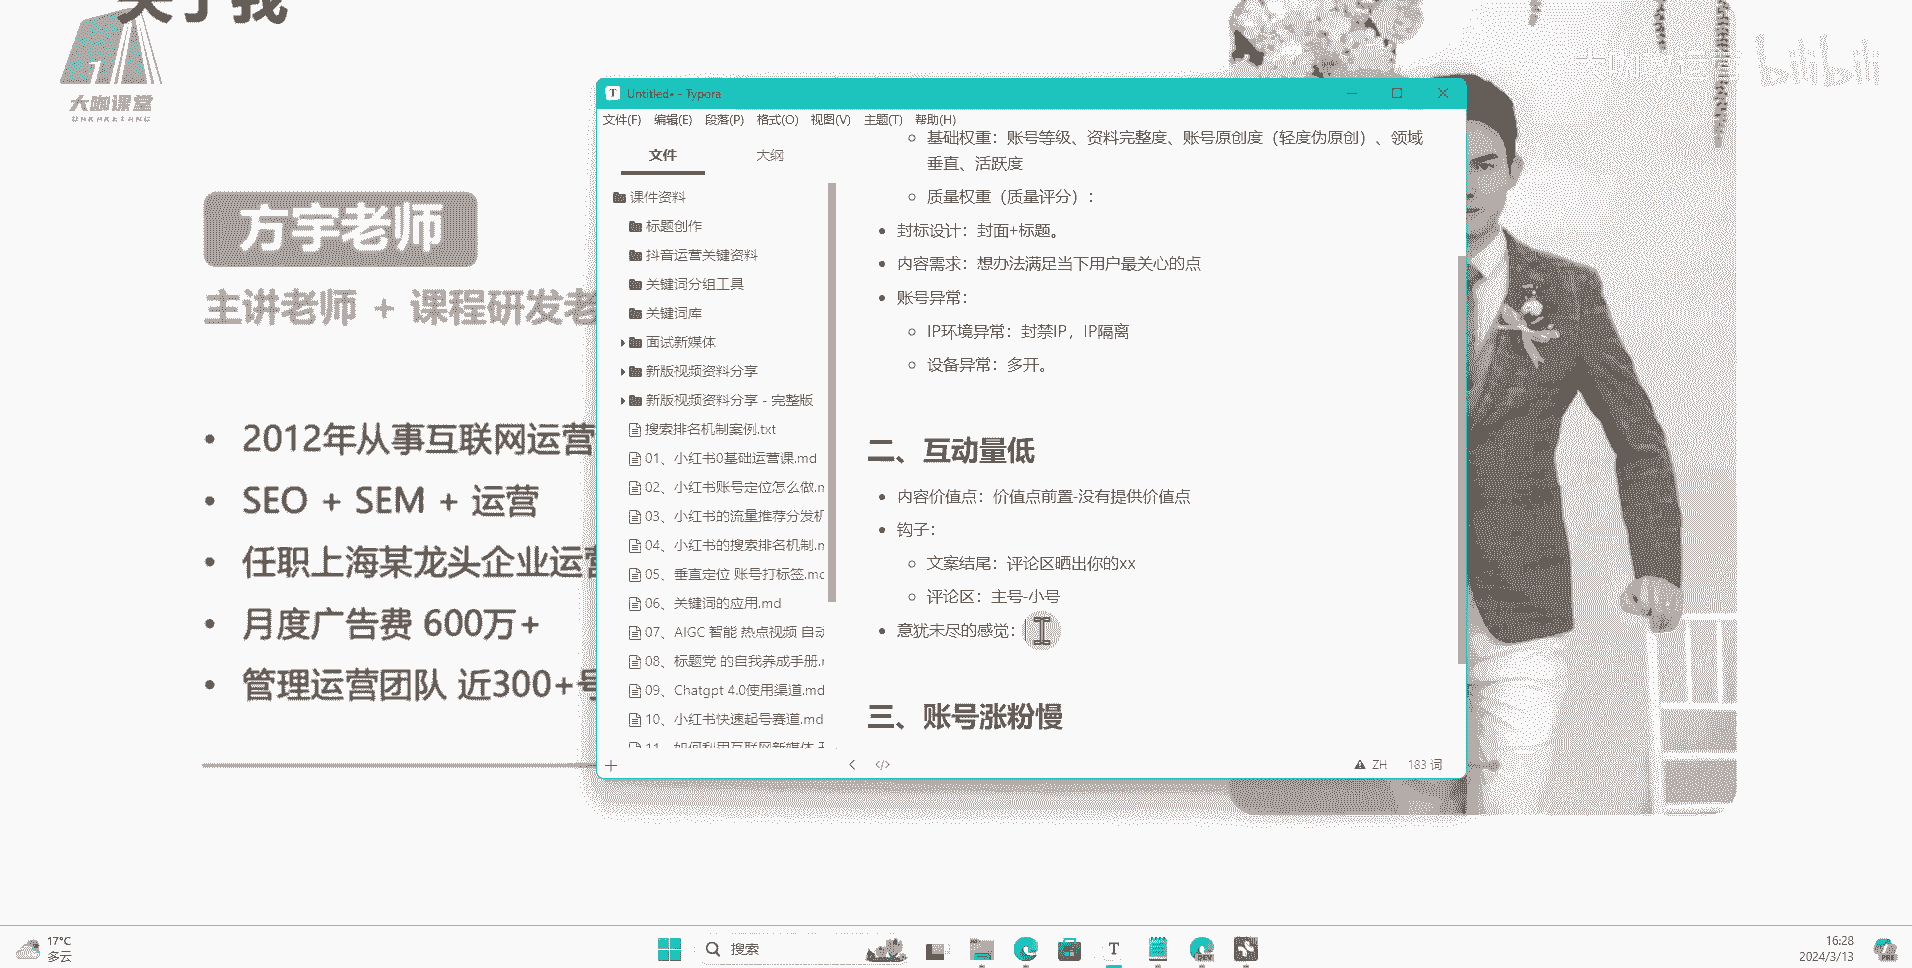 关于我
大咖课堂
DAKAKETANG
bilibili
方宇老师
主讲老师 + 课程研发老
2012年从事互联网运营
SEO + SEM + 运营
任职上海某龙头企业运营
月度广告费 600万+
管理运营团队 近300+号
Untitled• - Typora
文件(F) 编辑(E) 段落(P) 格式(O) 视图(V) 主题(T) 帮助(H)
文件 大纲
课件资料
标题创作
抖音运营关键资料
关键词分组工具
关键词库
面试新媒体
新版视频资料分享
新版视频资料分享 - 完整版
搜索排名机制案例.txt
01、小红书0基础运营课.md
02、小红书账号定位怎么做.m
03、小红书的流量推荐分发机
04、小红书的搜索排名机制.m
05、垂直定位 账号打标签.md
06、关键词的应用.md
07、AIGC 智能 热点视频 自动
08、标题党 的自我养成手册.m
09、Chatgpt 4.0使用渠道.md
10、小红书快速起号赛道.md
11、如何利用互联网新媒体
基础权重：账号等级、资料完整度、账号原创度（轻度伪原创）、领域
垂直、活跃度
质量权重（质量评分）：
封标设计：封面+标题。
内容需求：想办法满足当下用户最关心的点
账号异常：
IP环境异常：封禁IP，IP隔离
设备异常：多开。
二、互动量低
内容价值点：价值点前置-没有提供价值点
钩子：
文案结尾：评论区晒出你的xx
评论区：主号-小号
意犹未尽的感觉：
三、账号涨粉慢
ZH 183 词
17°C
多云
搜索
16:28
2024/3/13